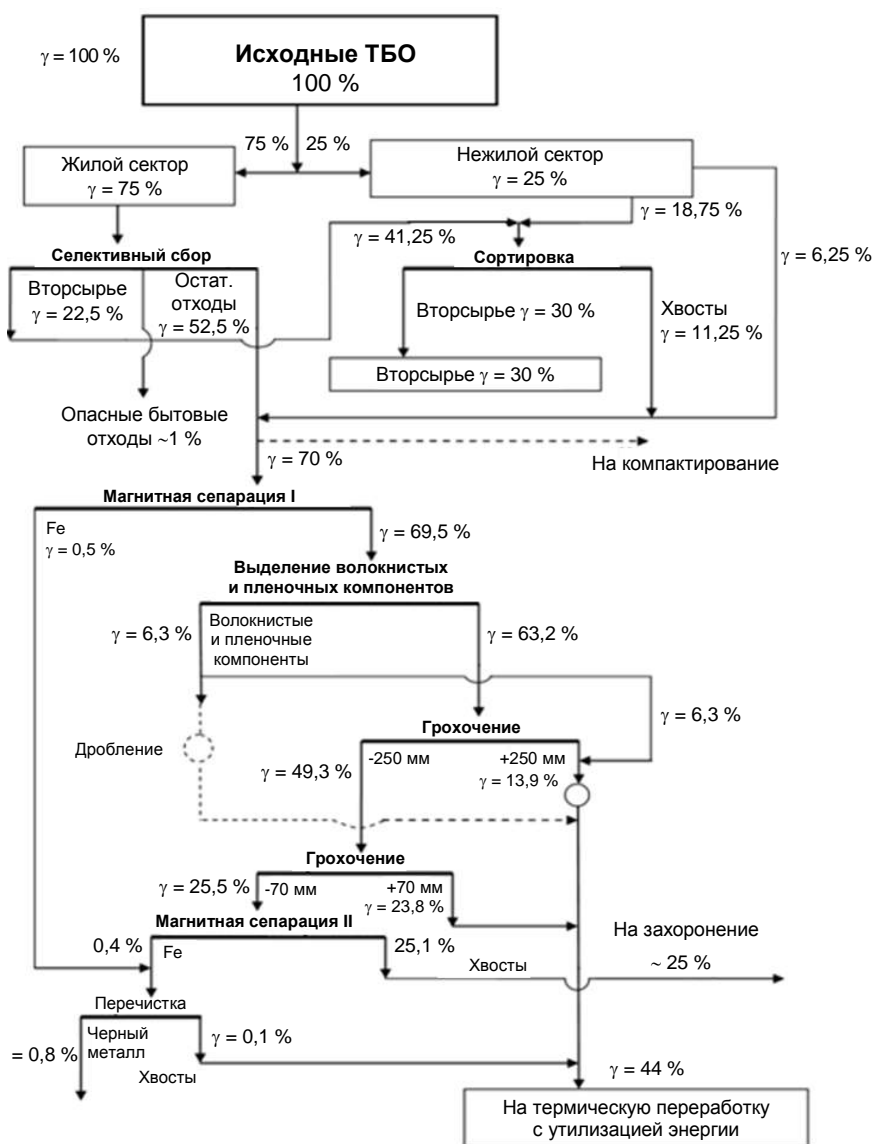 γ = 100 %
Исходные ТБО
100 %
75 %
25 %
Жилой сектор
γ = 75 %
Нежилой сектор
γ = 25 %
γ = 18,75 %
γ = 41,25 %
γ = 6,25 %
Селективный сбор
Вторсырье
γ = 22,5 %
Остат.
отходы
γ = 52,5 %
Сортировка
Вторсырье γ = 30 %
Хвосты
γ = 11,25 %
Вторсырье γ = 30 %
Опасные бытовые
отходы ~1 %
γ = 70 %
На компактирование
Магнитная сепарация I
Fe
γ = 0,5 %
γ = 69,5 %
Выделение волокнистых
и пленочных компонентов
γ = 6,3 %
Волокнистые
и пленочные
компоненты
γ = 63,2 %
γ = 6,3 %
Дробление
Грохочение
γ = 49,3 %
-250 мм
+250 мм
γ = 13,9 %
Грохочение
γ = 25,5 %
-70 мм
+70 мм
γ = 23,8 %
Магнитная сепарация II
0,4 %
Fe
25,1 %
Хвосты
На захоронение
~ 25 %
Перечистка
= 0,8 %
Черный
металл
γ = 0,1 %
Хвосты
γ = 44 %
На термическую переработку
с утилизацией энергии